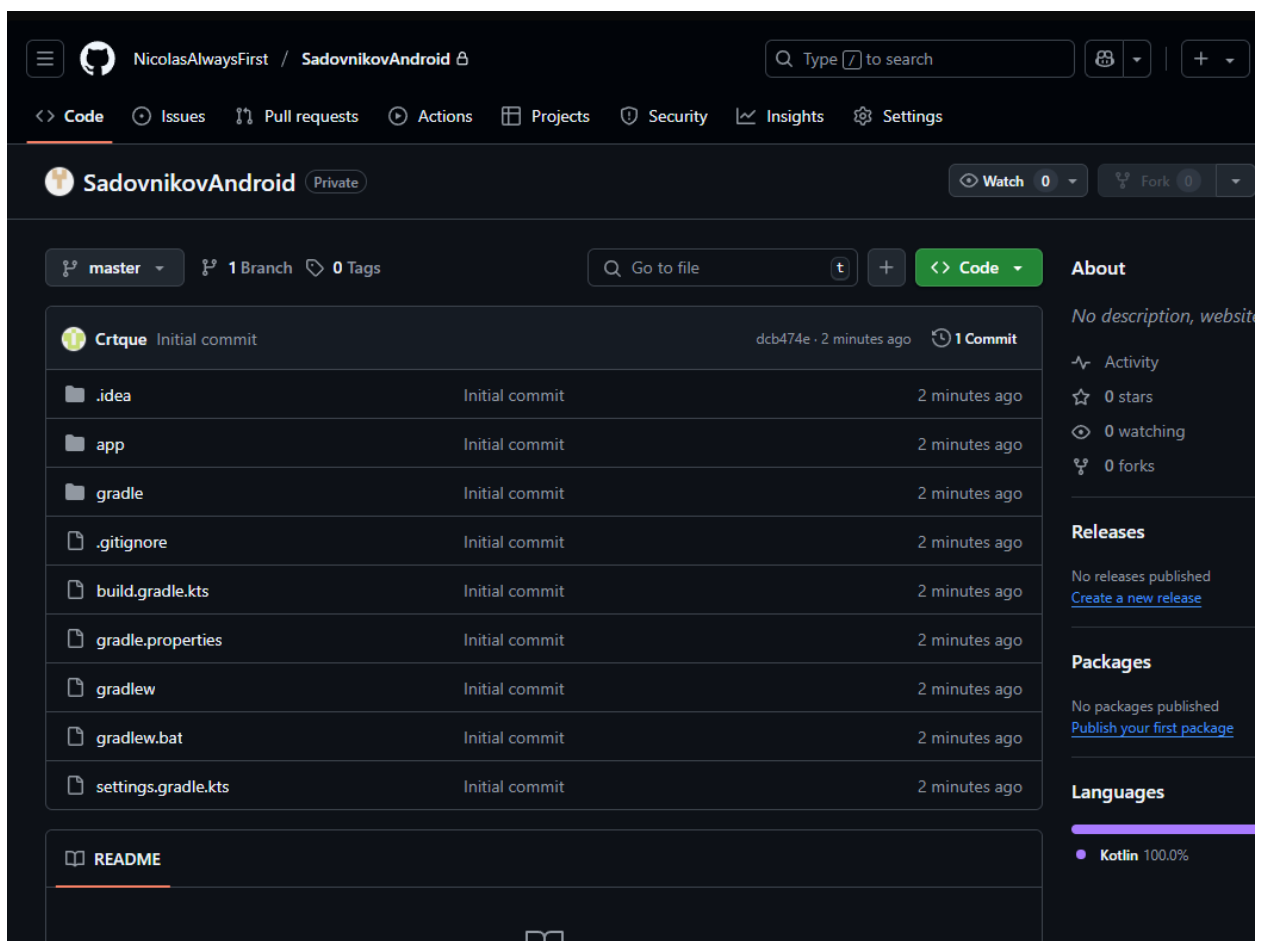 NicolasAlwaysFirst / SadovnikovAndroid
Type / to search
Code Issues Pull requests Actions Projects Security Insights Settings
SadovnikovAndroid Private
Watch 0 Fork 0
master 1 Branch 0 Tags
Go to file t + Code
Crtque Initial commit dcb474e · 2 minutes ago 1 Commit
.idea Initial commit 2 minutes ago
app Initial commit 2 minutes ago
gradle Initial commit 2 minutes ago
.gitignore Initial commit 2 minutes ago
build.gradle.kts Initial commit 2 minutes ago
gradle.properties Initial commit 2 minutes ago
gradlew Initial commit 2 minutes ago
gradlew.bat Initial commit 2 minutes ago
settings.gradle.kts Initial commit 2 minutes ago
README
About
No description, website
Activity
0 stars
0 watching
0 forks
Releases
No releases published
Create a new release
Packages
No packages published
Publish your first package
Languages
Kotlin 100.0%